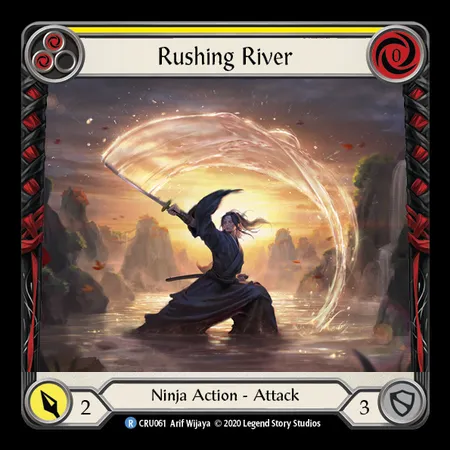 Rushing River
0
Ninja Action - Attack
2
3
R CRU061 Arif Wijaya © 2020 Legend Story Studios